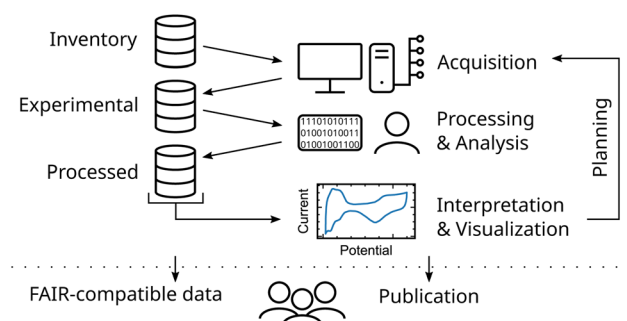 Inventory
Acquisition
Experimental
11101010111
01001010011
01001001100
Processing
& Analysis
Planning
Processed
Current
Potential
Interpretation
& Visualization
FAIR-compatible data
Publication